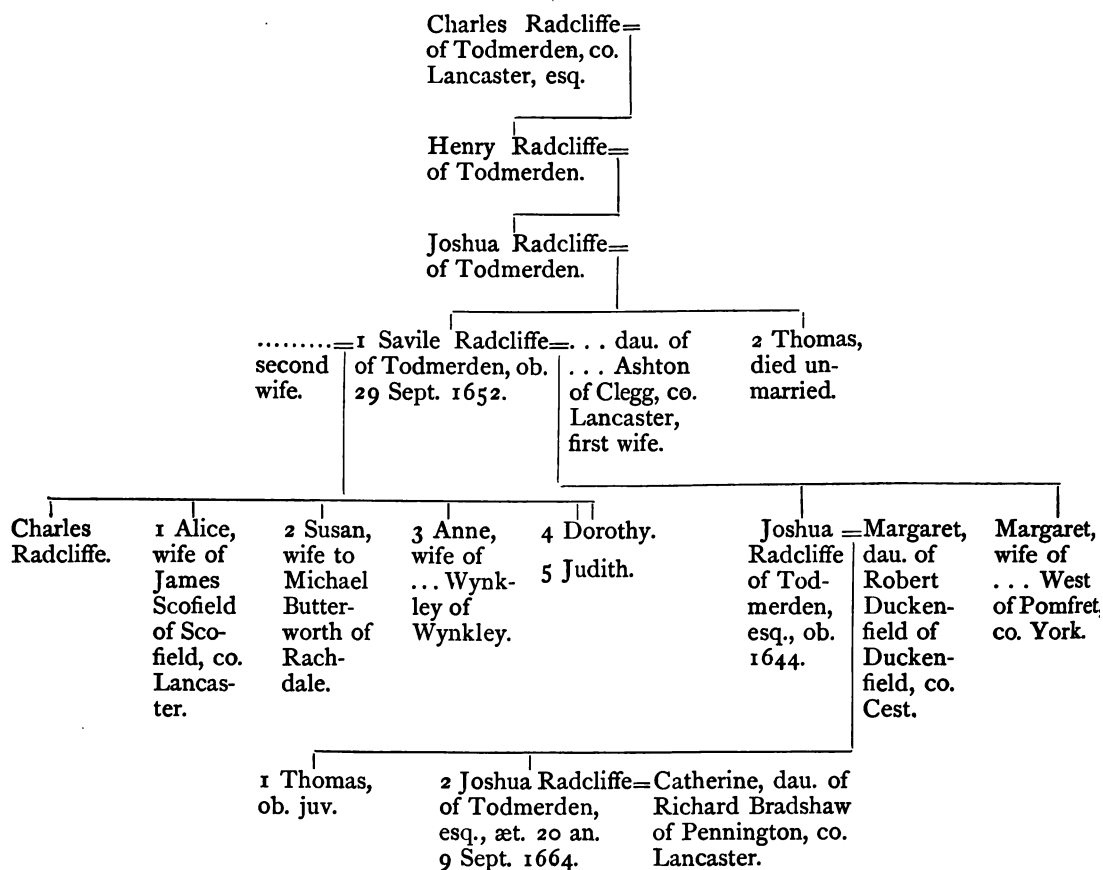 Charles Radcliffe=
of Todmerden, co.
Lancaster, esq.
Henry Radcliffe=
of Todmerden.
Joshua Radcliffe=
of Todmerden.
.........=
second
wife.
1 Savile Radcliffe=
of Todmerden, ob.
29 Sept. 1652.
... dau. of
... Ashton
of Clegg, co.
Lancaster,
first wife.
2 Thomas,
died un-
married.
Charles
Radcliffe.
1 Alice,
wife of
James
Scofield
of Sco-
field, co.
Lancas-
ter.
2 Susan,
wife to
Michael
Butter-
worth of
Rach-
dale.
3 Anne,
wife of
... Wynk-
ley of
Wynkley.
4 Dorothy.
5 Judith.
Joshua =
Radcliffe
of Tod-
merden,
esq., ob.
1644.
Margaret,
dau. of
Robert
Ducken-
field of
Ducken-
field, co.
Cest.
Margaret,
wife of
... West
of Pomfret,
co. York.
1 Thomas,
ob. juv.
2 Joshua Radcliffe=
of Todmerden,
esq., æt. 20 an.
9 Sept. 1664.
Catherine, dau. of
Richard Bradshaw
of Pennington, co.
Lancaster.